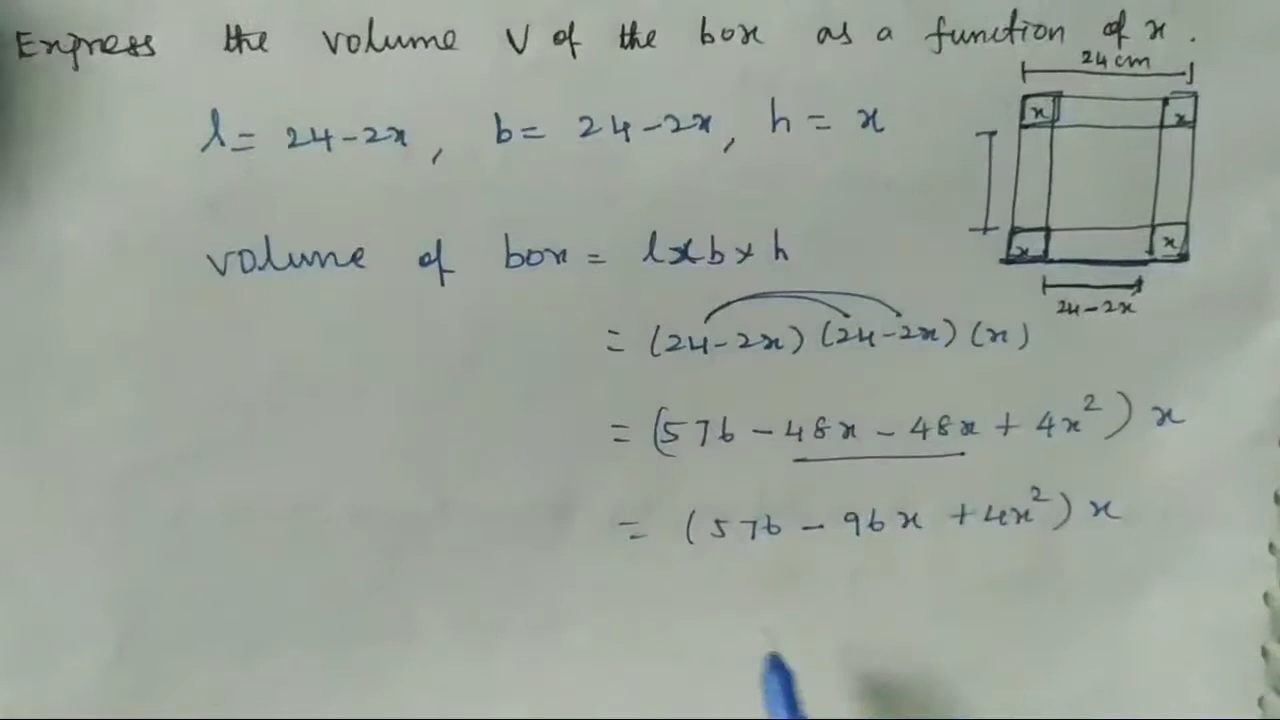 Express the volume V of the box as a function of x.
24 cm
x x
l = 24-2x, b = 24-2x, h = x
volume of box = l x b x h
x x
24-2x
= (24-2x) (24-2x) (x)
= (576 - 48x - 48x + 4x²) x
= (576 - 96x + 4x²) x